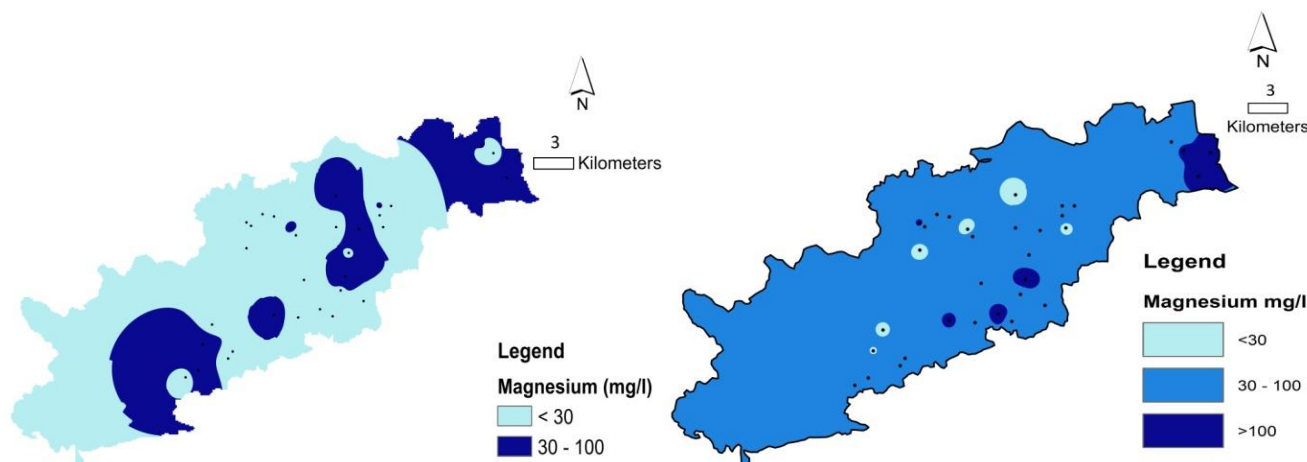 N
3
Kilometers
Legend
Magnesium (mg/l)
< 30
30 - 100
N
3
Kilometers
Legend
Magnesium mg/l
<30
30 - 100
>100